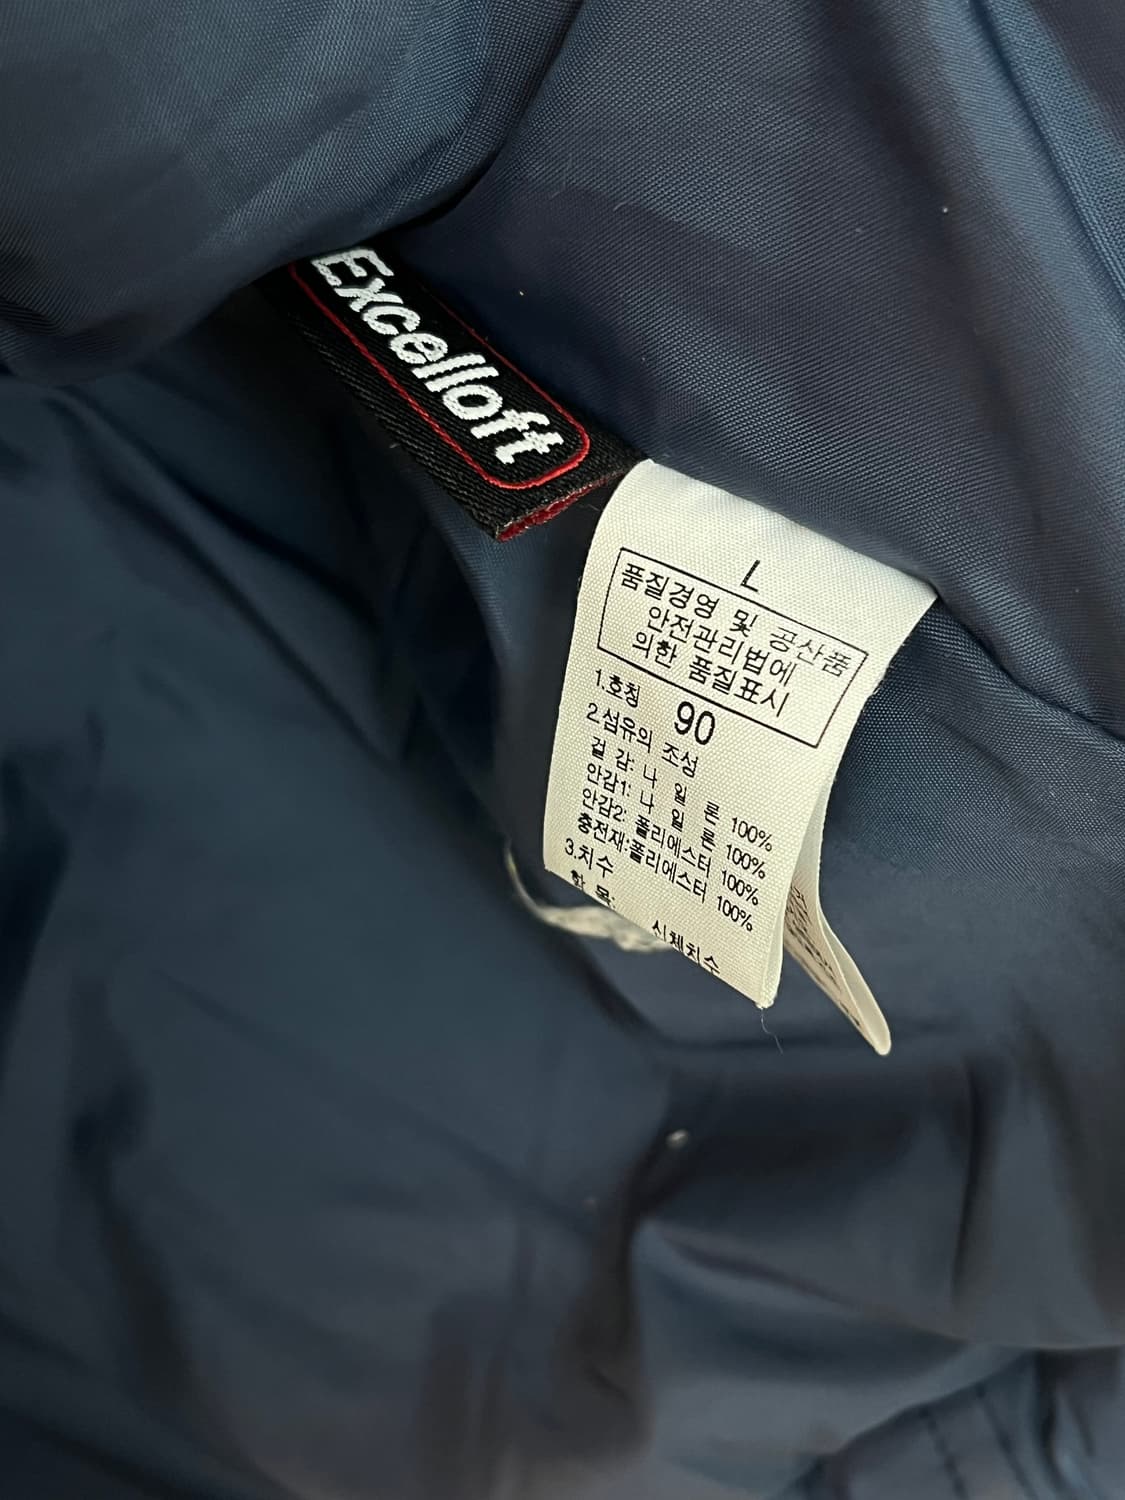 Excelloft
L
품질경영 및 공산품
안전관리법에
의한 품질표시
1.호칭 90
2.섬유의 조성
겉 감: 나 일 론 100%
안감1: 나 일 론 100%
안감2: 폴리에스터 100%
충전재:폴리에스터 100%
3.치수
항 목: 신체치수